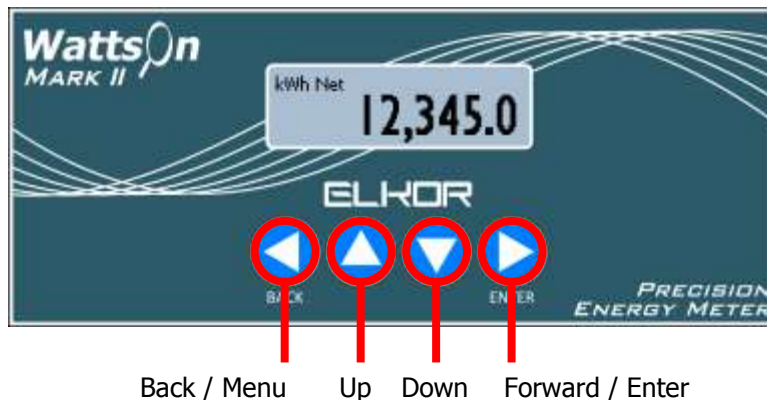 WattsOn
MARK II
kWh Net
12,345.0
ELKOR
BACK ENTER
PRECISION
ENERGY METER
Back / Menu Up Down Forward / Enter